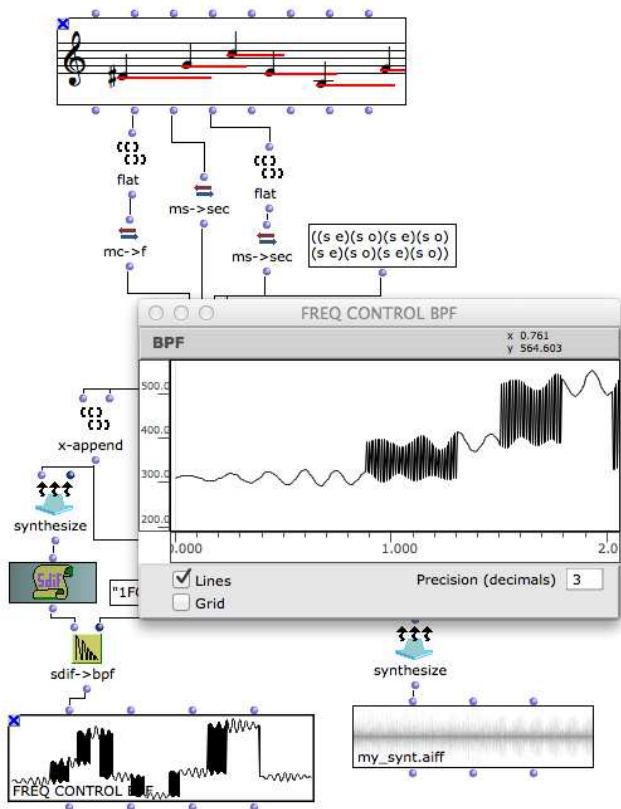 flat
flat
ms->sec
mc->f
ms->sec
((s e)(s o)(s e)(s o)
(s e)(s o)(s e)(s o))
FREQ CONTROL BPF
BPF
x 0.761
y 564.603
500.0
400.0
300.0
200.0
0.000
1.000
2.0
Lines
Precision (decimals) 3
Grid
x-append
synthesize
Sdif
"1FO
sdif->bpf
synthesize
FREQ CONTROL BPF
my_synt.aiff